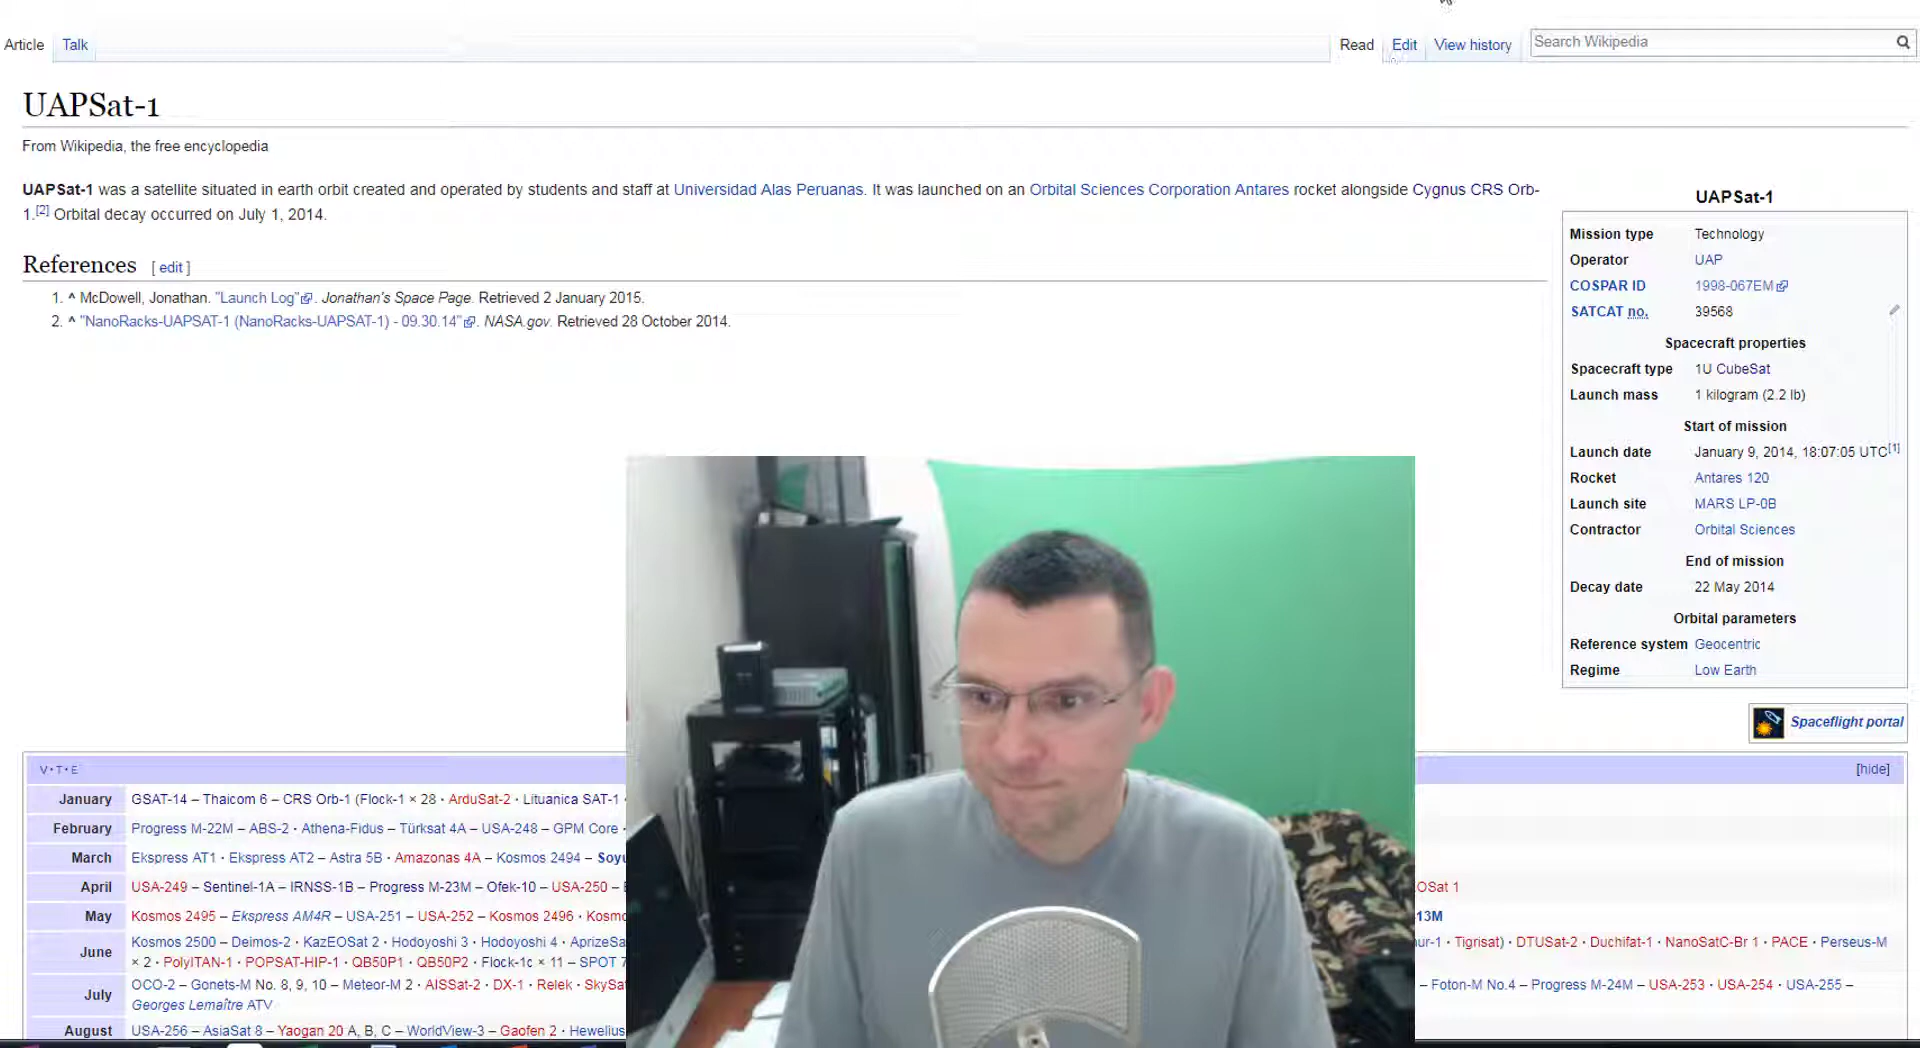 Article Talk Read Edit View history Search Wikipedia
UAPSat-1
From Wikipedia, the free encyclopedia
UAPSat-1 was a satellite situated in earth orbit created and operated by students and staff at Universidad Alas Peruanas. It was launched on an Orbital Sciences Corporation Antares rocket alongside Cygnus CRS Orb-
1.[2] Orbital decay occurred on July 1, 2014.
References [ edit ]
1. ^ McDowell, Jonathan. "Launch Log". Jonathan's Space Page. Retrieved 2 January 2015.
2. ^ "NanoRacks-UAPSAT-1 (NanoRacks-UAPSAT-1) - 09.30.14". NASA.gov. Retrieved 28 October 2014.
UAPSat-1
Mission type Technology
Operator UAP
COSPAR ID 1998-067EM
SATCAT no. 39568
Spacecraft properties
Spacecraft type 1U CubeSat
Launch mass 1 kilogram (2.2 lb)
Start of mission
Launch date January 9, 2014, 18:07:05 UTC[1]
Rocket Antares 120
Launch site MARS LP-0B
Contractor Orbital Sciences
End of mission
Decay date 22 May 2014
Orbital parameters
Reference system Geocentric
Regime Low Earth
Spaceflight portal
V · T · E [hide]
January GSAT-14 – Thaicom 6 – CRS Orb-1 (Flock-1 × 28 · ArduSat-2 · Lituanica SAT-1 ·
February Progress M-22M – ABS-2 · Athena-Fidus – Türksat 4A – USA-248 – GPM Core ·
March Ekspress AT1 · Ekspress AT2 – Astra 5B · Amazonas 4A – Kosmos 2494 – Soyu
April USA-249 – Sentinel-1A – IRNSS-1B – Progress M-23M – Ofek-10 – USA-250 – OSat 1
May Kosmos 2495 – Ekspress AM4R – USA-251 – USA-252 – Kosmos 2496 · Kosmo 13M
June Kosmos 2500 – Deimos-2 · KazEOSat 2 · Hodoyoshi 3 · Hodoyoshi 4 · AprizeSa ur-1 · Tigrisat) · DTUSat-2 · Duchifat-1 · NanoSatC-Br 1 · PACE · Perseus-M
× 2 · PolyITAN-1 · POPSAT-HIP-1 · QB50P1 · QB50P2 · Flock-1c × 11 – SPOT 7
July OCO-2 – Gonets-M No. 8, 9, 10 – Meteor-M 2 · AISSat-2 · DX-1 · Relek · SkySa – Foton-M No.4 – Progress M-24M – USA-253 · USA-254 · USA-255 –
Georges Lemaître ATV
August USA-256 – AsiaSat 8 – Yaogan 20 A, B, C – WorldView-3 – Gaofen 2 · Heweliu